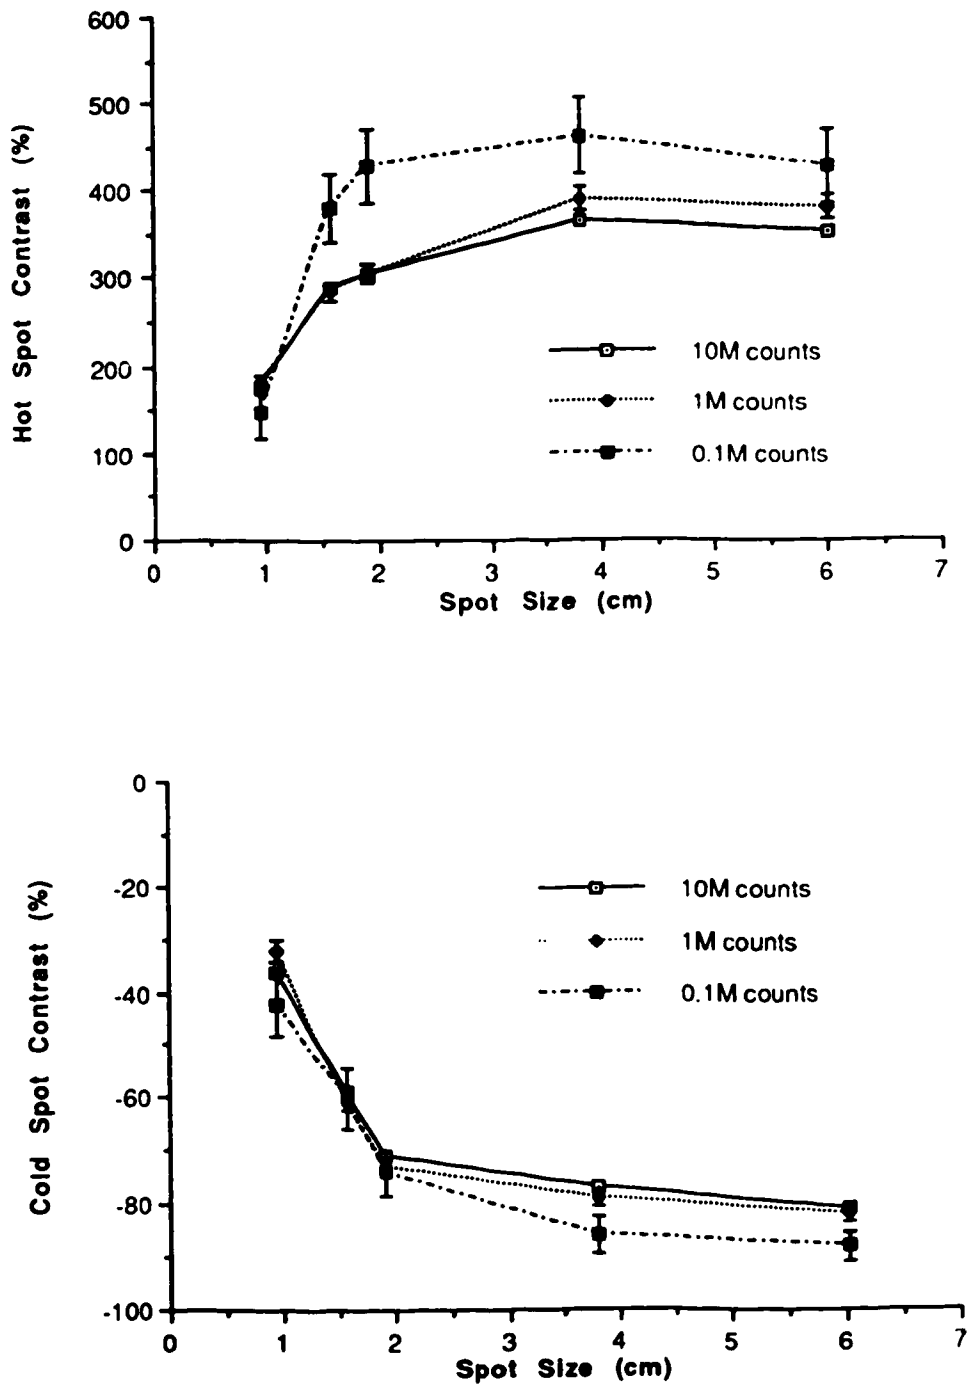 600
500
400
300
200
100
0
Hot Spot Contrast (%)
10M counts
1M counts
0.1M counts
0 1 2 3 4 5 6 7
Spot Size (cm)
0
-20
-40
-60
-80
-100
Cold Spot Contrast (%)
10M counts
1M counts
0.1M counts
0 1 2 3 4 5 6 7
Spot Size (cm)